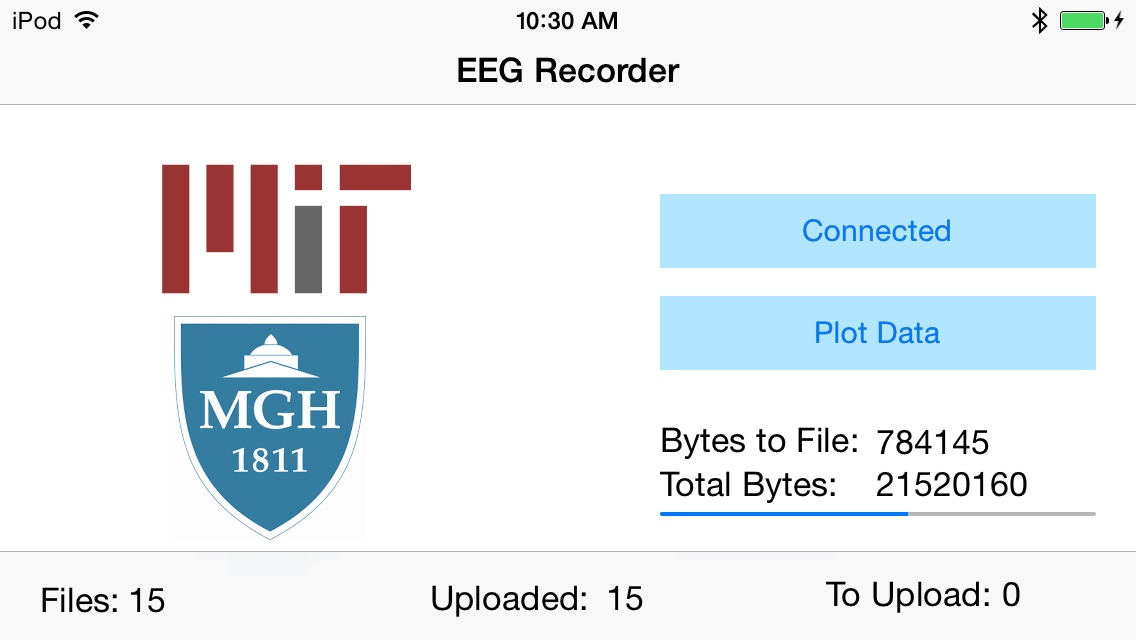 iPod
10:30 AM
EEG Recorder
MIT
MGH
1811
Connected
Plot Data
Bytes to File: 784145
Total Bytes: 21520160
Files: 15
Uploaded: 15
To Upload: 0